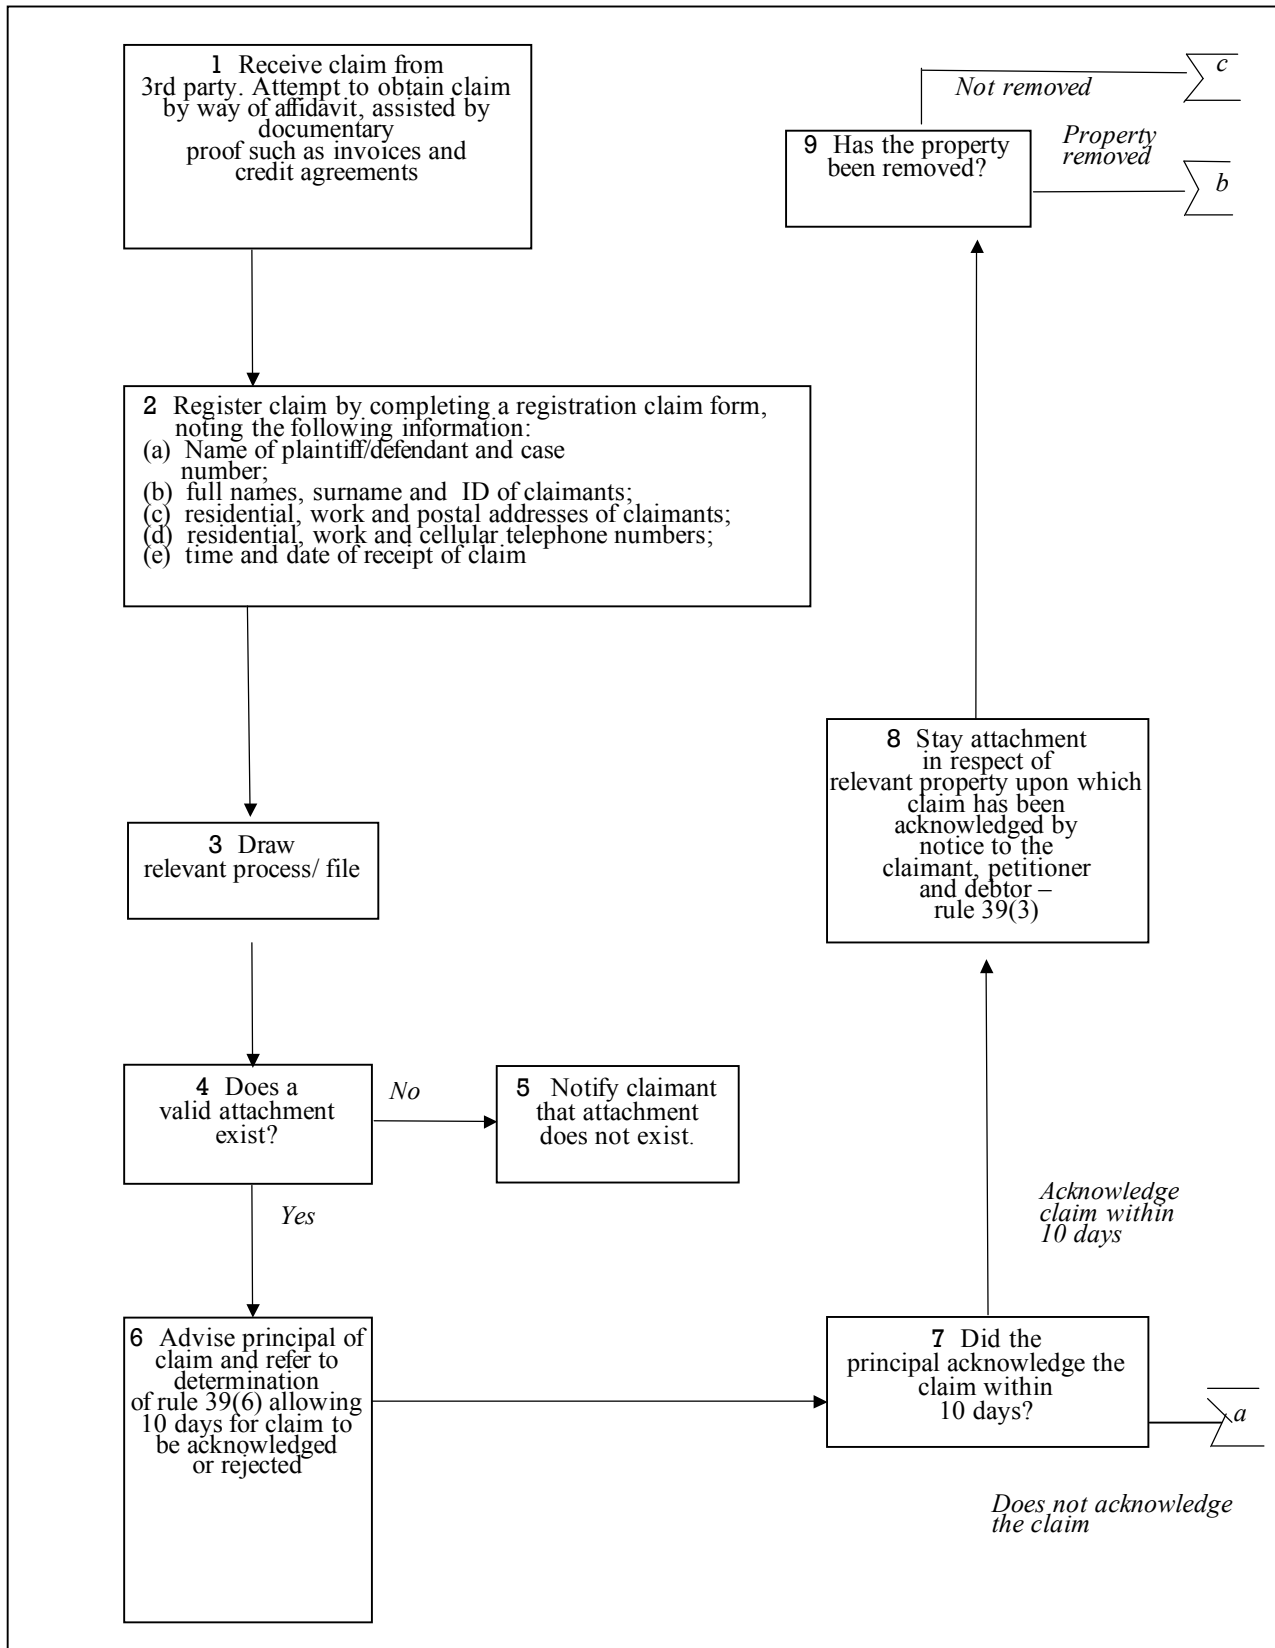 1 Receive claim from
3rd party. Attempt to obtain claim
by way of affidavit, assisted by
documentary
proof such as invoices and
credit agreements
2 Register claim by completing a registration claim form,
noting the following information:
(a) Name of plaintiff/defendant and case
number;
(b) full names, surname and ID of claimants;
(c) residential, work and postal addresses of claimants;
(d) residential, work and cellular telephone numbers;
(e) time and date of receipt of claim
3 Draw
relevant process/ file
4 Does a
valid attachment
exist?
No
5 Notify claimant
that attachment
does not exist.
Yes
6 Advise principal of
claim and refer to
determination
of rule 39(6) allowing
10 days for claim to
be acknowledged
or rejected
7 Did the
principal acknowledge the
claim within
10 days?
a
Does not acknowledge
the claim
Acknowledge
claim within
10 days
8 Stay attachment
in respect of
relevant property upon which
claim has been
acknowledged by
notice to the
claimant, petitioner
and debtor –
rule 39(3)
9 Has the property
been removed?
Not removed
c
Property
removed
b